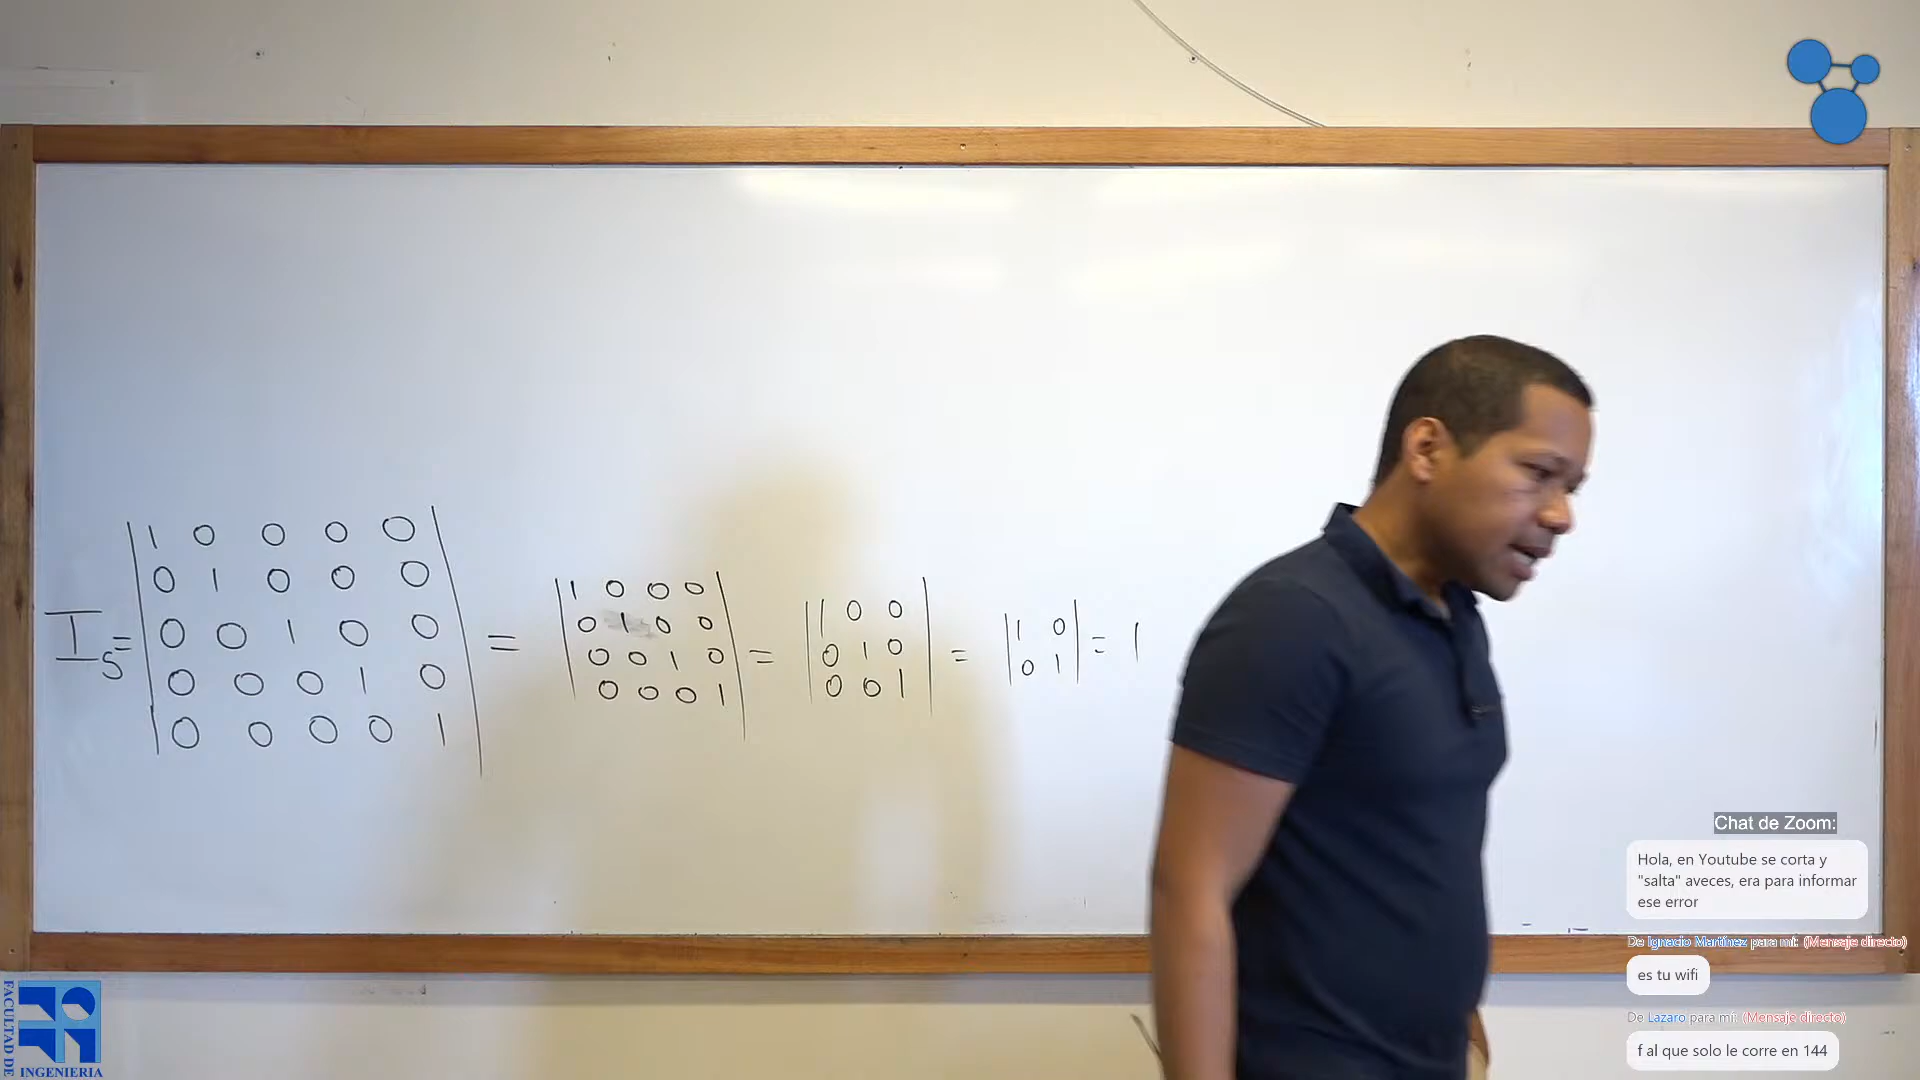 I5 = |1 0 0 0 0|
|0 1 0 0 0|
|0 0 1 0 0|
|0 0 0 1 0|
|0 0 0 0 1|
= |1 0 0 0|
|0 1 0 0|
|0 0 1 0|
|0 0 0 1|
= |1 0 0|
|0 1 0|
|0 0 1|
= |1 0|
|0 1|
= 1
Chat de Zoom:
Hola, en Youtube se corta y
"salta" aveces, era para informar
ese error
De Ignacio Martínez para mí: (Mensaje directo)
es tu wifi
De Lazaro para mí: (Mensaje directo)
f al que solo le corre en 144
FACULTAD DE
INGENIERIA